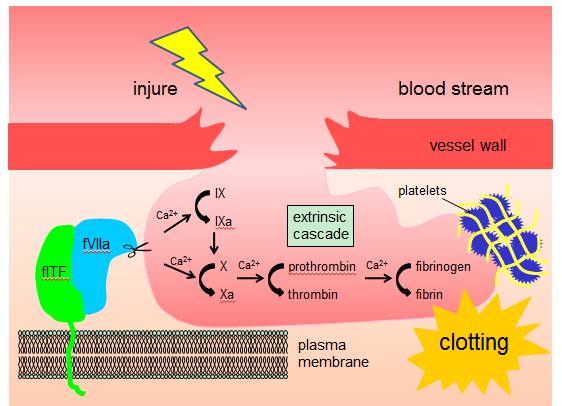 injure
blood stream
vessel wall
platelets
IX
Ca2+
IXa
extrinsic
cascade
fVIIa
flTF
Ca2+
X
Ca2+
prothrombin
Ca2+
fibrinogen
Xa
thrombin
fibrin
plasma
membrane
clotting